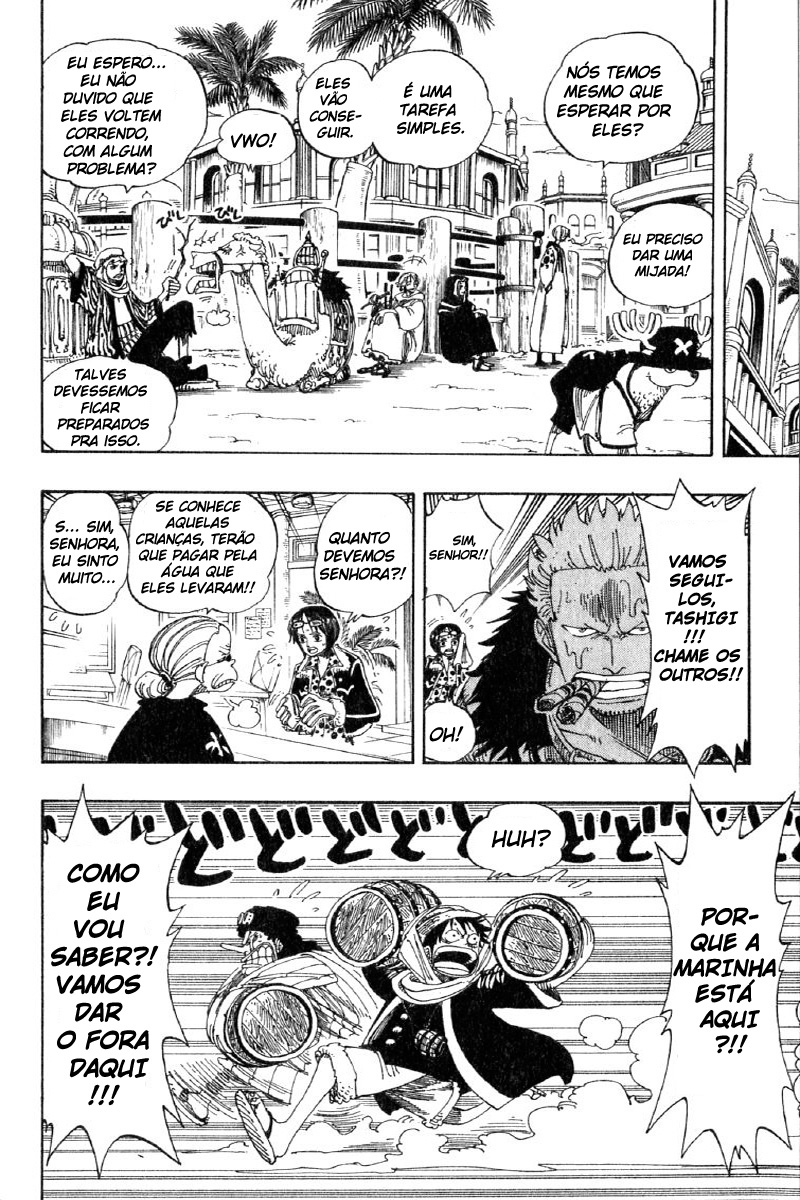 NÓS TEMOS
MESMO QUE
ESPERAR POR
ELES?
É UMA
TAREFA
SIMPLES.
ELES
VÃO
CONSE-
GUIR.
VWO!
EU ESPERO...
EU NÃO
DUVIDO QUE
ELES VOLTEM
CORRENDO,
COM ALGUM
PROBLEMA?
EU PRECISO
DAR UMA
MIJADA!
びし
びし
TALVES
DEVESSEMOS
FICAR
PREPARADOS
PRA ISSO.
VAMOS
SEGUI-
LOS,
TASHIGI
!!!
CHAME OS
OUTROS!!
SIM,
SENHOR!!
OH!
QUANTO
DEVEMOS
SENHORA?!
SE CONHECE
AQUELAS
CRIANÇAS, TERÃO
QUE PAGAR PELA
ÁGUA QUE
ELES LEVARAM!!
S... SIM,
SENHORA,
EU SINTO
MUITO...
HUH?
POR-
QUE A
MARINHA
ESTÁ
AQUI
?!!
COMO
EU
VOU
SABER?!
VAMOS
DAR
O FORA
DAQUI
!!!